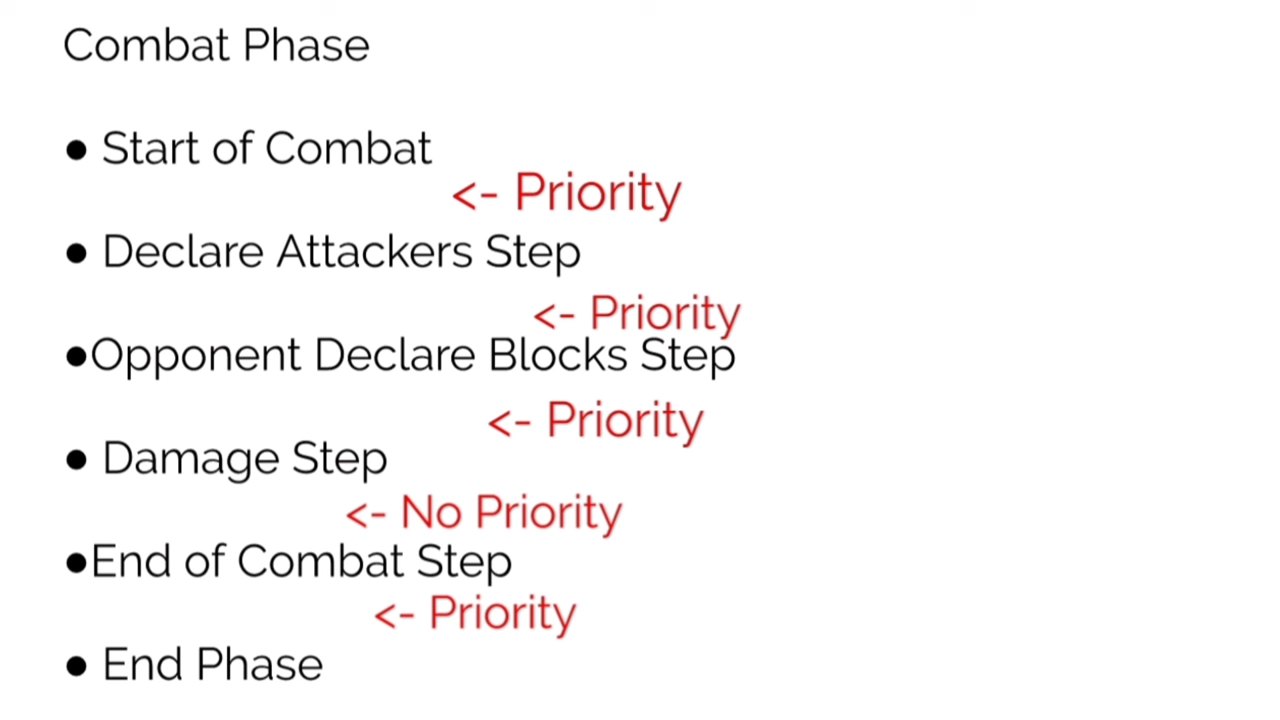 Combat Phase
● Start of Combat
<- Priority
● Declare Attackers Step
<- Priority
●Opponent Declare Blocks Step
<- Priority
● Damage Step
<- No Priority
●End of Combat Step
<- Priority
● End Phase